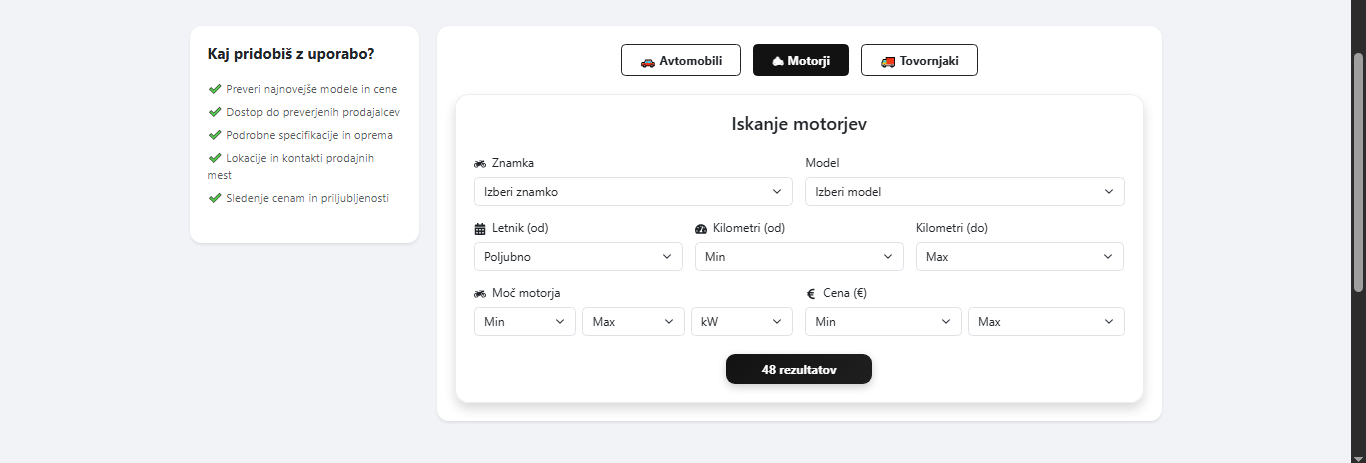 Kaj pridobiš z uporabo?
Preveri najnovejše modele in cene
Dostop do preverjenih prodajalcev
Podrobne specifikacije in oprema
Lokacije in kontakti prodajnih
mest
Sledenje cenam in priljubljenosti
Avtomobili Motorji Tovornjaki
Iskanje motorjev
Znamka Model
Izberi znamko Izberi model
Letnik (od) Kilometri (od) Kilometri (do)
Poljubno Min Max
Moč motorja Cena (€)
Min Max kW Min Max
48 rezultatov